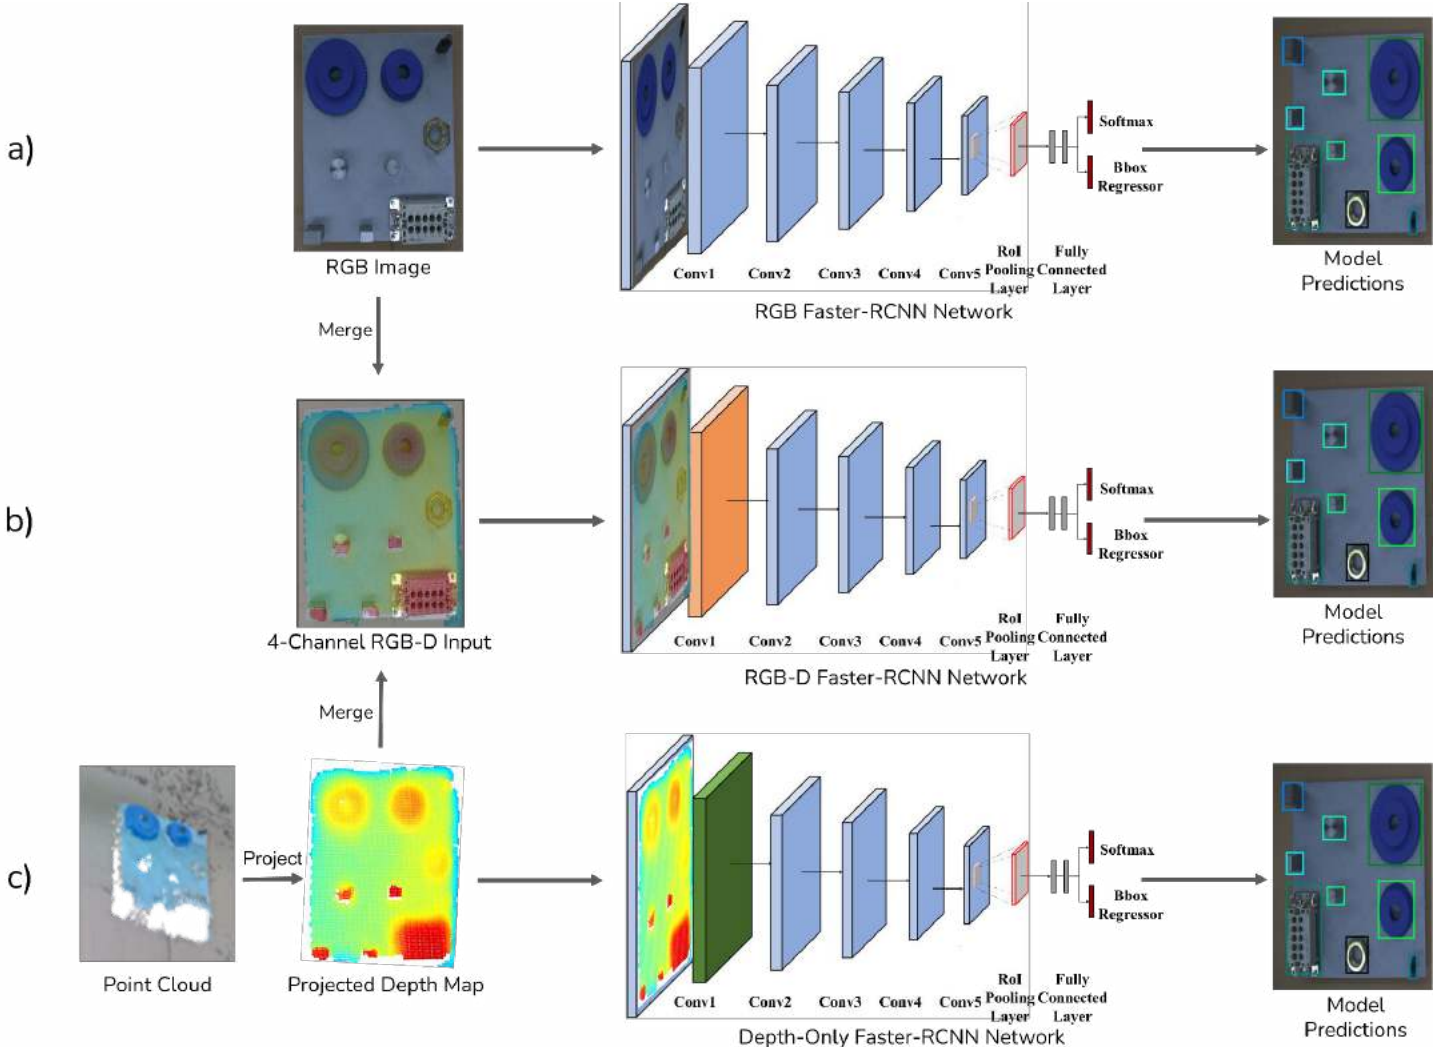 a)
RGB Image
Conv1 Conv2 Conv3 Conv4 Conv5
RoI
Pooling
Layer
Fully
Connected
Layer
Softmax
Bbox
Regressor
RGB Faster-RCNN Network
Model
Predictions
Merge
b)
4-Channel RGB-D Input
Conv1 Conv2 Conv3 Conv4 Conv5
RoI
Pooling
Layer
Fully
Connected
Layer
Softmax
Bbox
Regressor
RGB-D Faster-RCNN Network
Model
Predictions
Merge
c)
Point Cloud
Project
Projected Depth Map
Conv1 Conv2 Conv3 Conv4 Conv5
RoI
Pooling
Layer
Fully
Connected
Layer
Softmax
Bbox
Regressor
Depth-Only Faster-RCNN Network
Model
Predictions